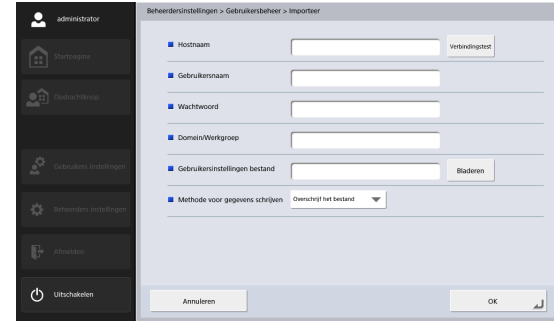 administrator
Beheerdersinstellingen > Gebruikersbeheer > Importeer
Startpagina
Opdrachtknop
Gebruikers Instellingen
Beheerders Instellingen
Afmelden
Uitschakelen
Hostnaam
Verbindingstest
Gebruikersnaam
Wachtwoord
Domein/Werkgroep
Gebruikersinstellingen bestand
Bladeren
Methode voor gegevens schrijven
Overschrijf het bestand
Annuleren
OK